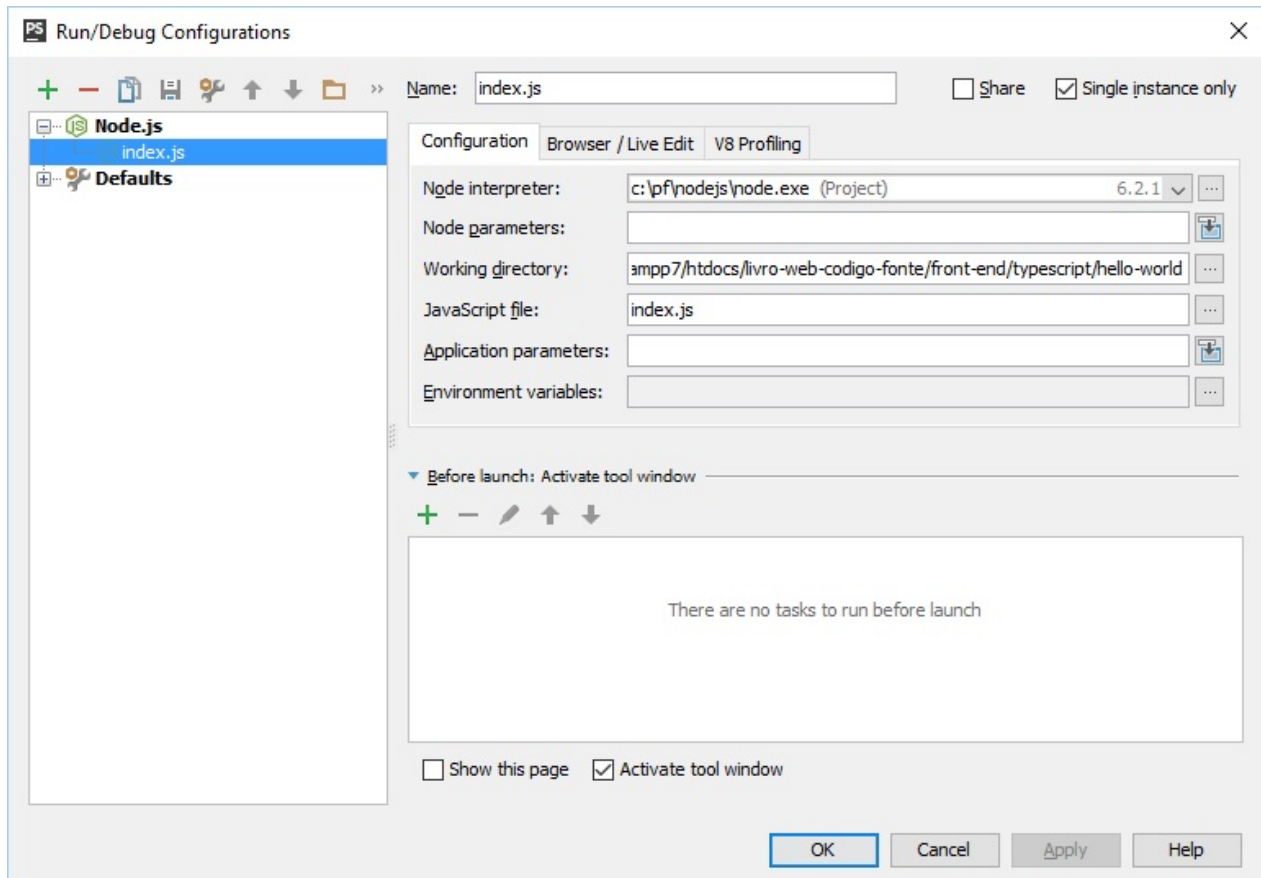 PS Run/Debug Configurations
Name: index.js Share Single instance only
JS Node.js
index.js
Defaults
Configuration Browser / Live Edit V8 Profiling
Node interpreter: c:\pf\nodejs\node.exe (Project) 6.2.1 ...
Node parameters:
Working directory: ampp7/htdocs/livro-web-codigo-fonte/front-end/typescript/hello-world ...
JavaScript file: index.js ...
Application parameters:
Environment variables: ...
Before launch: Activate tool window
There are no tasks to run before launch
Show this page Activate tool window
OK Cancel Apply Help